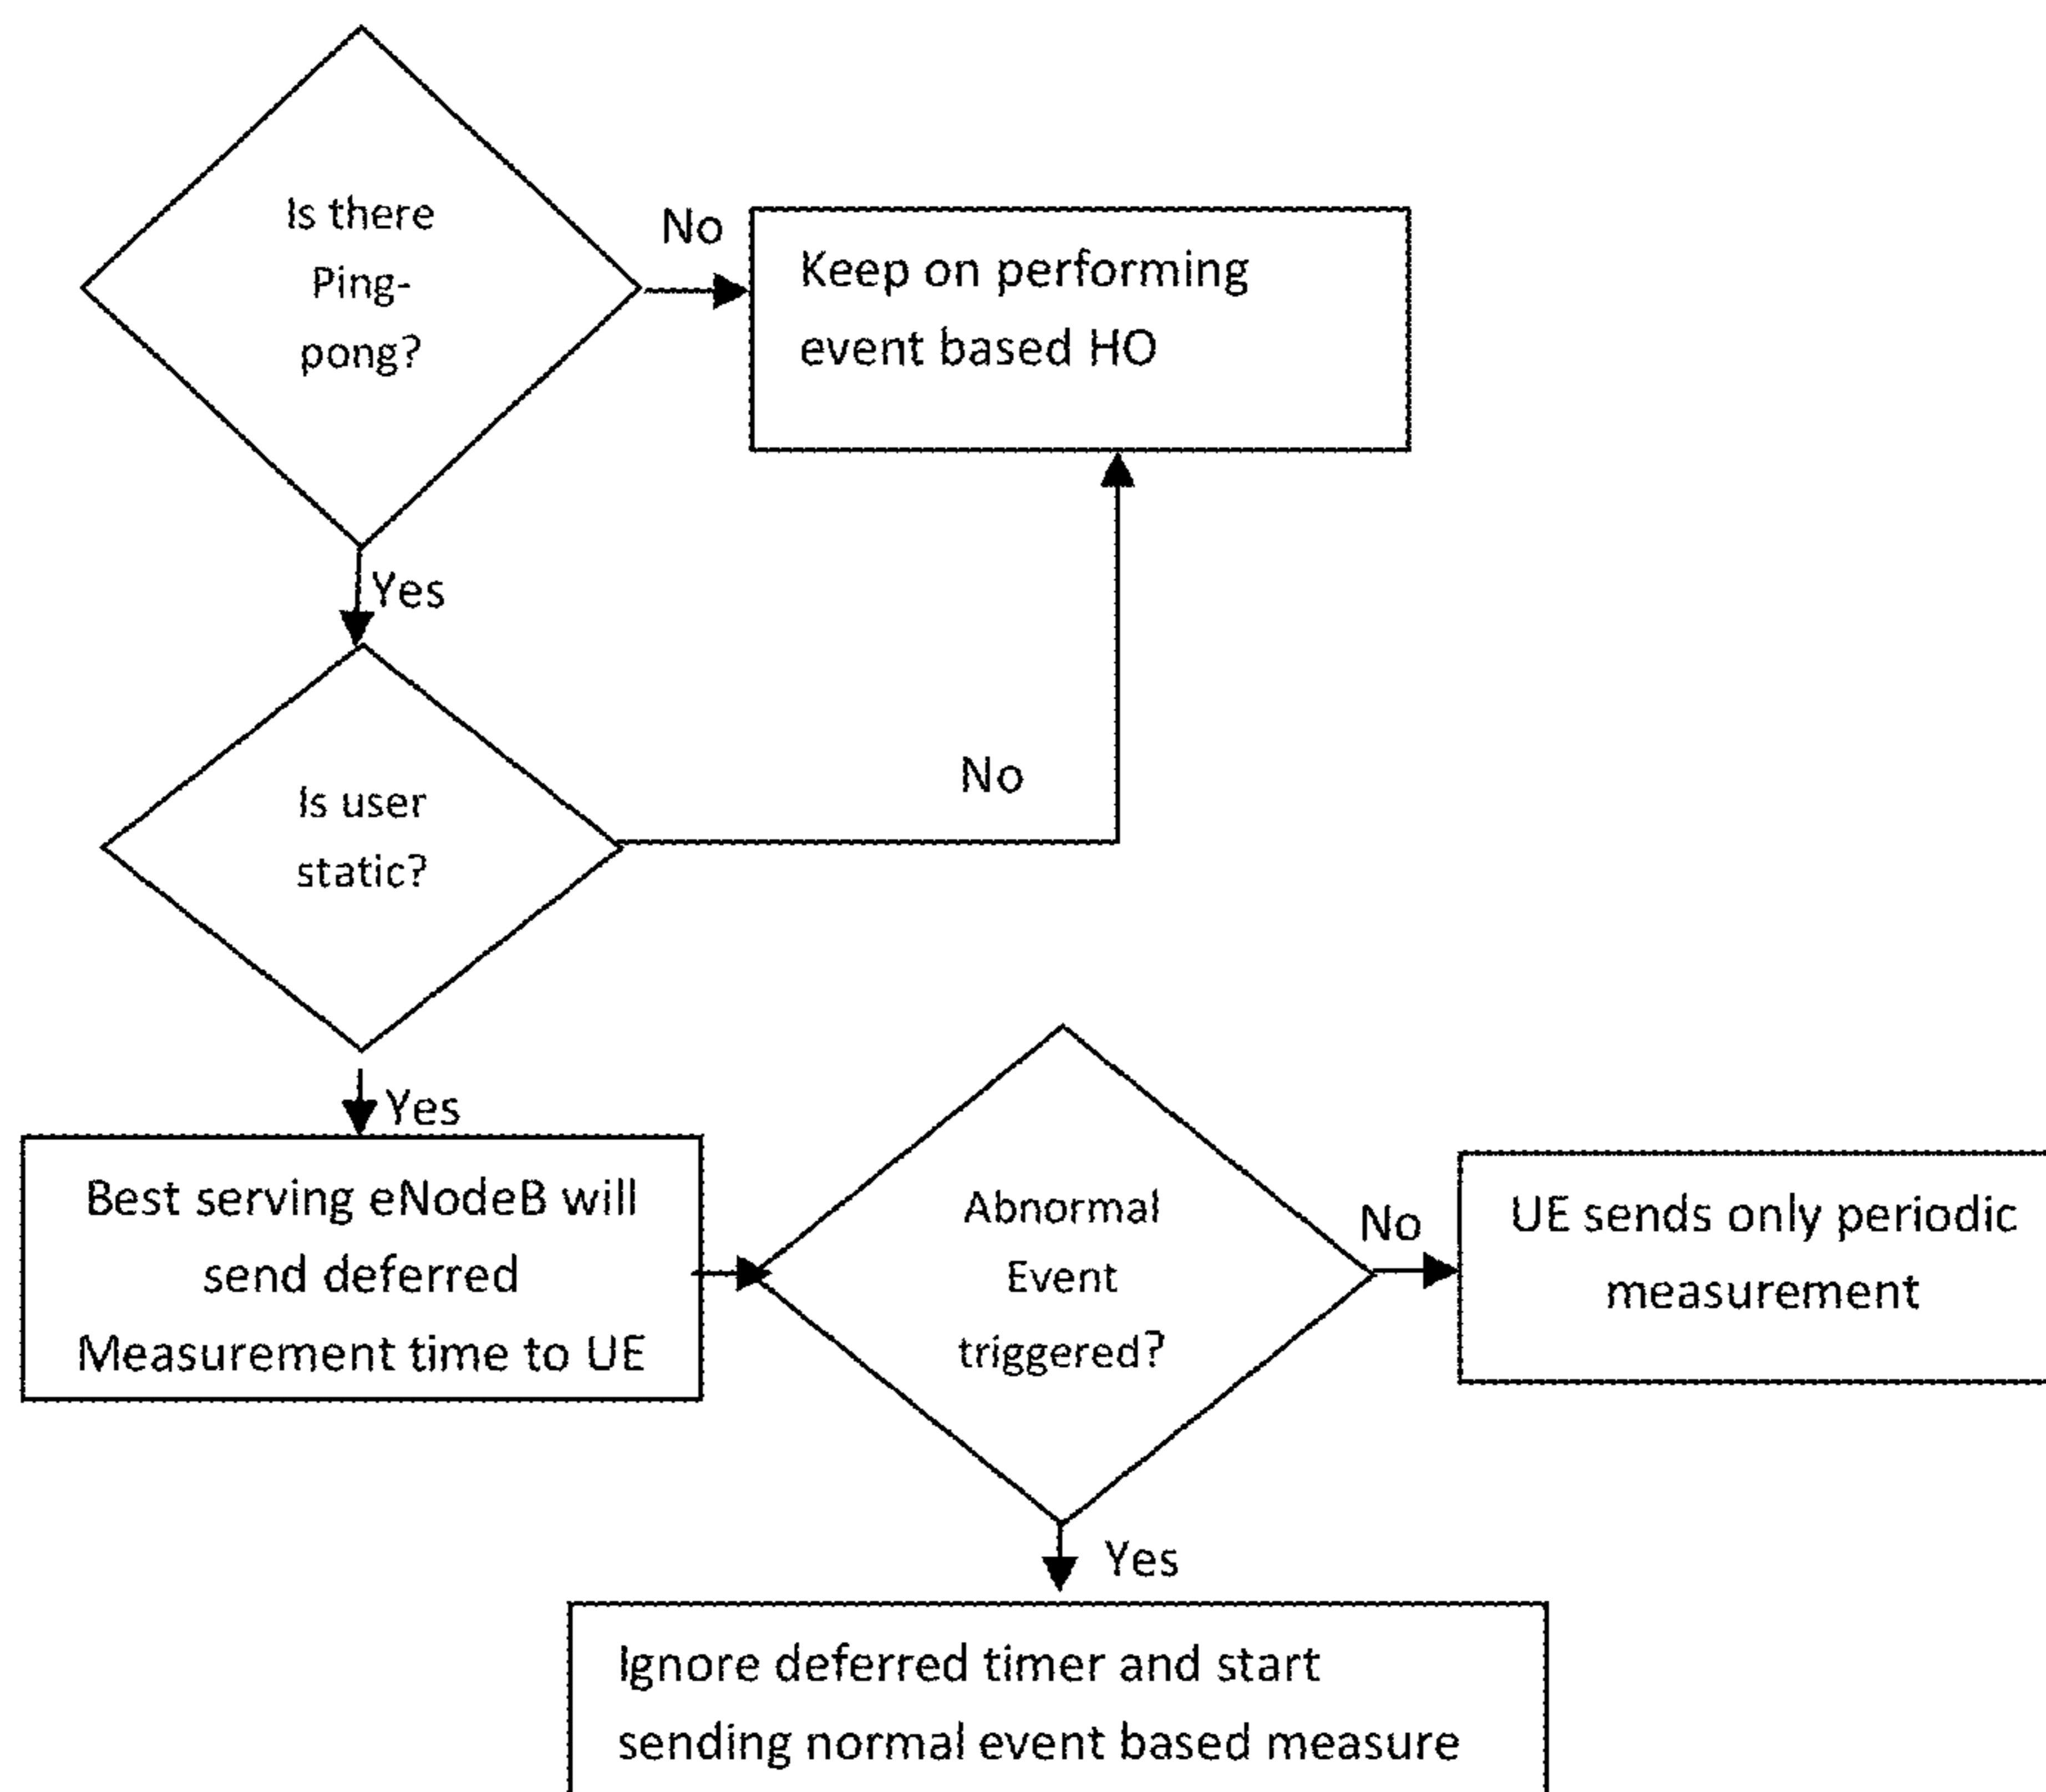 Is there
Ping-
pong?
No
Keep on performing
event based HO
Yes
Is user
static?
No
Yes
Best serving eNodeB will
send deferred
Measurement time to UE
Abnormal
Event
triggered?
No
UE sends only periodic
measurement
Yes
Ignore deferred timer and start
sending normal event based measure